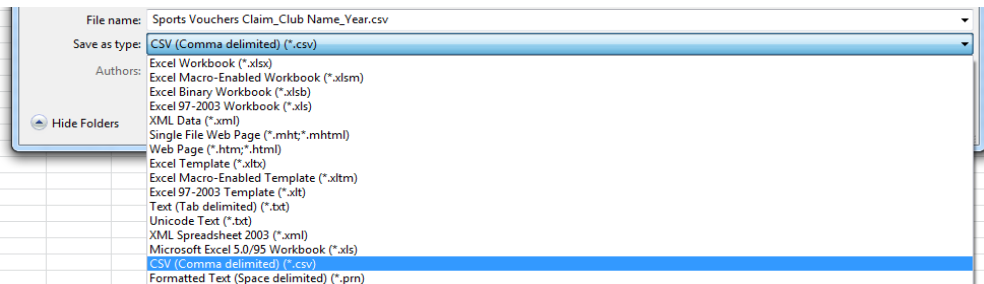 File name: Sports Vouchers Claim_Club Name_Year.csv
Save as type: CSV (Comma delimited) (*.csv)
Authors:
Excel Workbook (*.xlsx)
Excel Macro-Enabled Workbook (*.xlsm)
Excel Binary Workbook (*.xlsb)
Excel 97-2003 Workbook (*.xls)
Hide Folders
XML Data (*.xml)
Single File Web Page (*.mht;*.mhtml)
Web Page (*.htm;*.html)
Excel Template (*.xltx)
Excel Macro-Enabled Template (*.xltm)
Excel 97-2003 Template (*.xlt)
Text (Tab delimited) (*.txt)
Unicode Text (*.txt)
XML Spreadsheet 2003 (*.xml)
Microsoft Excel 5.0/95 Workbook (*.xls)
CSV (Comma delimited) (*.csv)
Formatted Text (Space delimited) (*.prn)